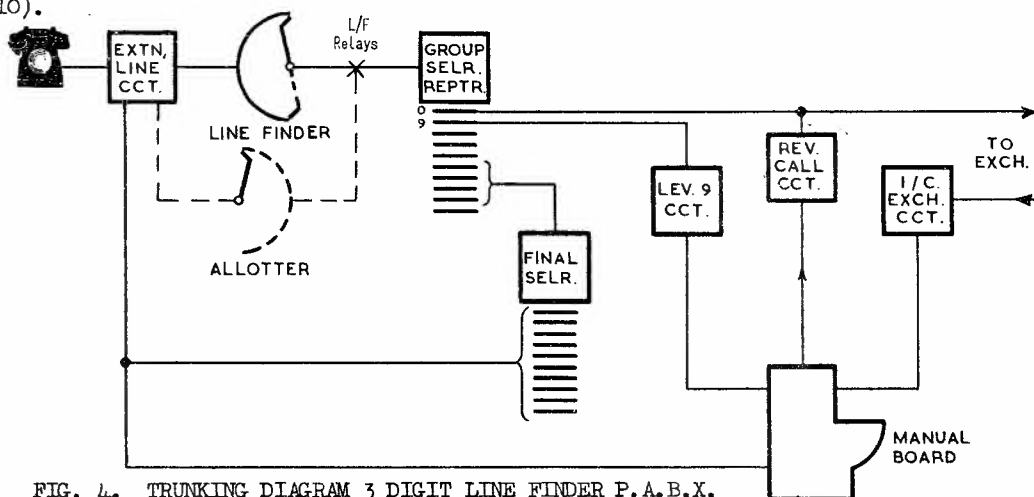 10).
EXTN,
LINE
CCT.
LINE FINDER
L/F
Relays
GROUP
SELR.
REPTR.
0
9
ALLOTTER
FINAL
SELR.
LEV. 9
CCT.
REV.
CALL
CCT.
I/C.
EXCH.
CCT.
TO
EXCH.
MANUAL
BOARD
FIG. 4. TRUNKING DIAGRAM 3 DIGIT LINE FINDER P.A.B.X.